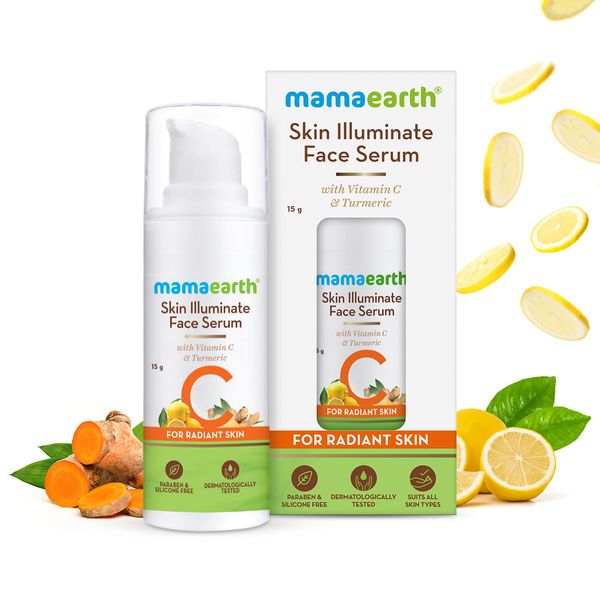 mamaearth®
Skin Illuminate
Face Serum
with Vitamin C
& Turmeric
15 g
C
FOR RADIANT SKIN
PARABEN &
SILICONE FREE
DERMATOLOGICALLY
TESTED
mamaearth®
Skin Illuminate
Face Serum
with Vitamin C
& Turmeric
15 g
mamaearth
Skin Illuminate
Face Serum
with Vitamin C
& Turmeric
C
FOR RADIANT SKIN
FOR RADIANT SKIN
PARABEN &
SILICONE FREE
DERMATOLOGICALLY
TESTED
SUITS ALL
SKIN TYPES